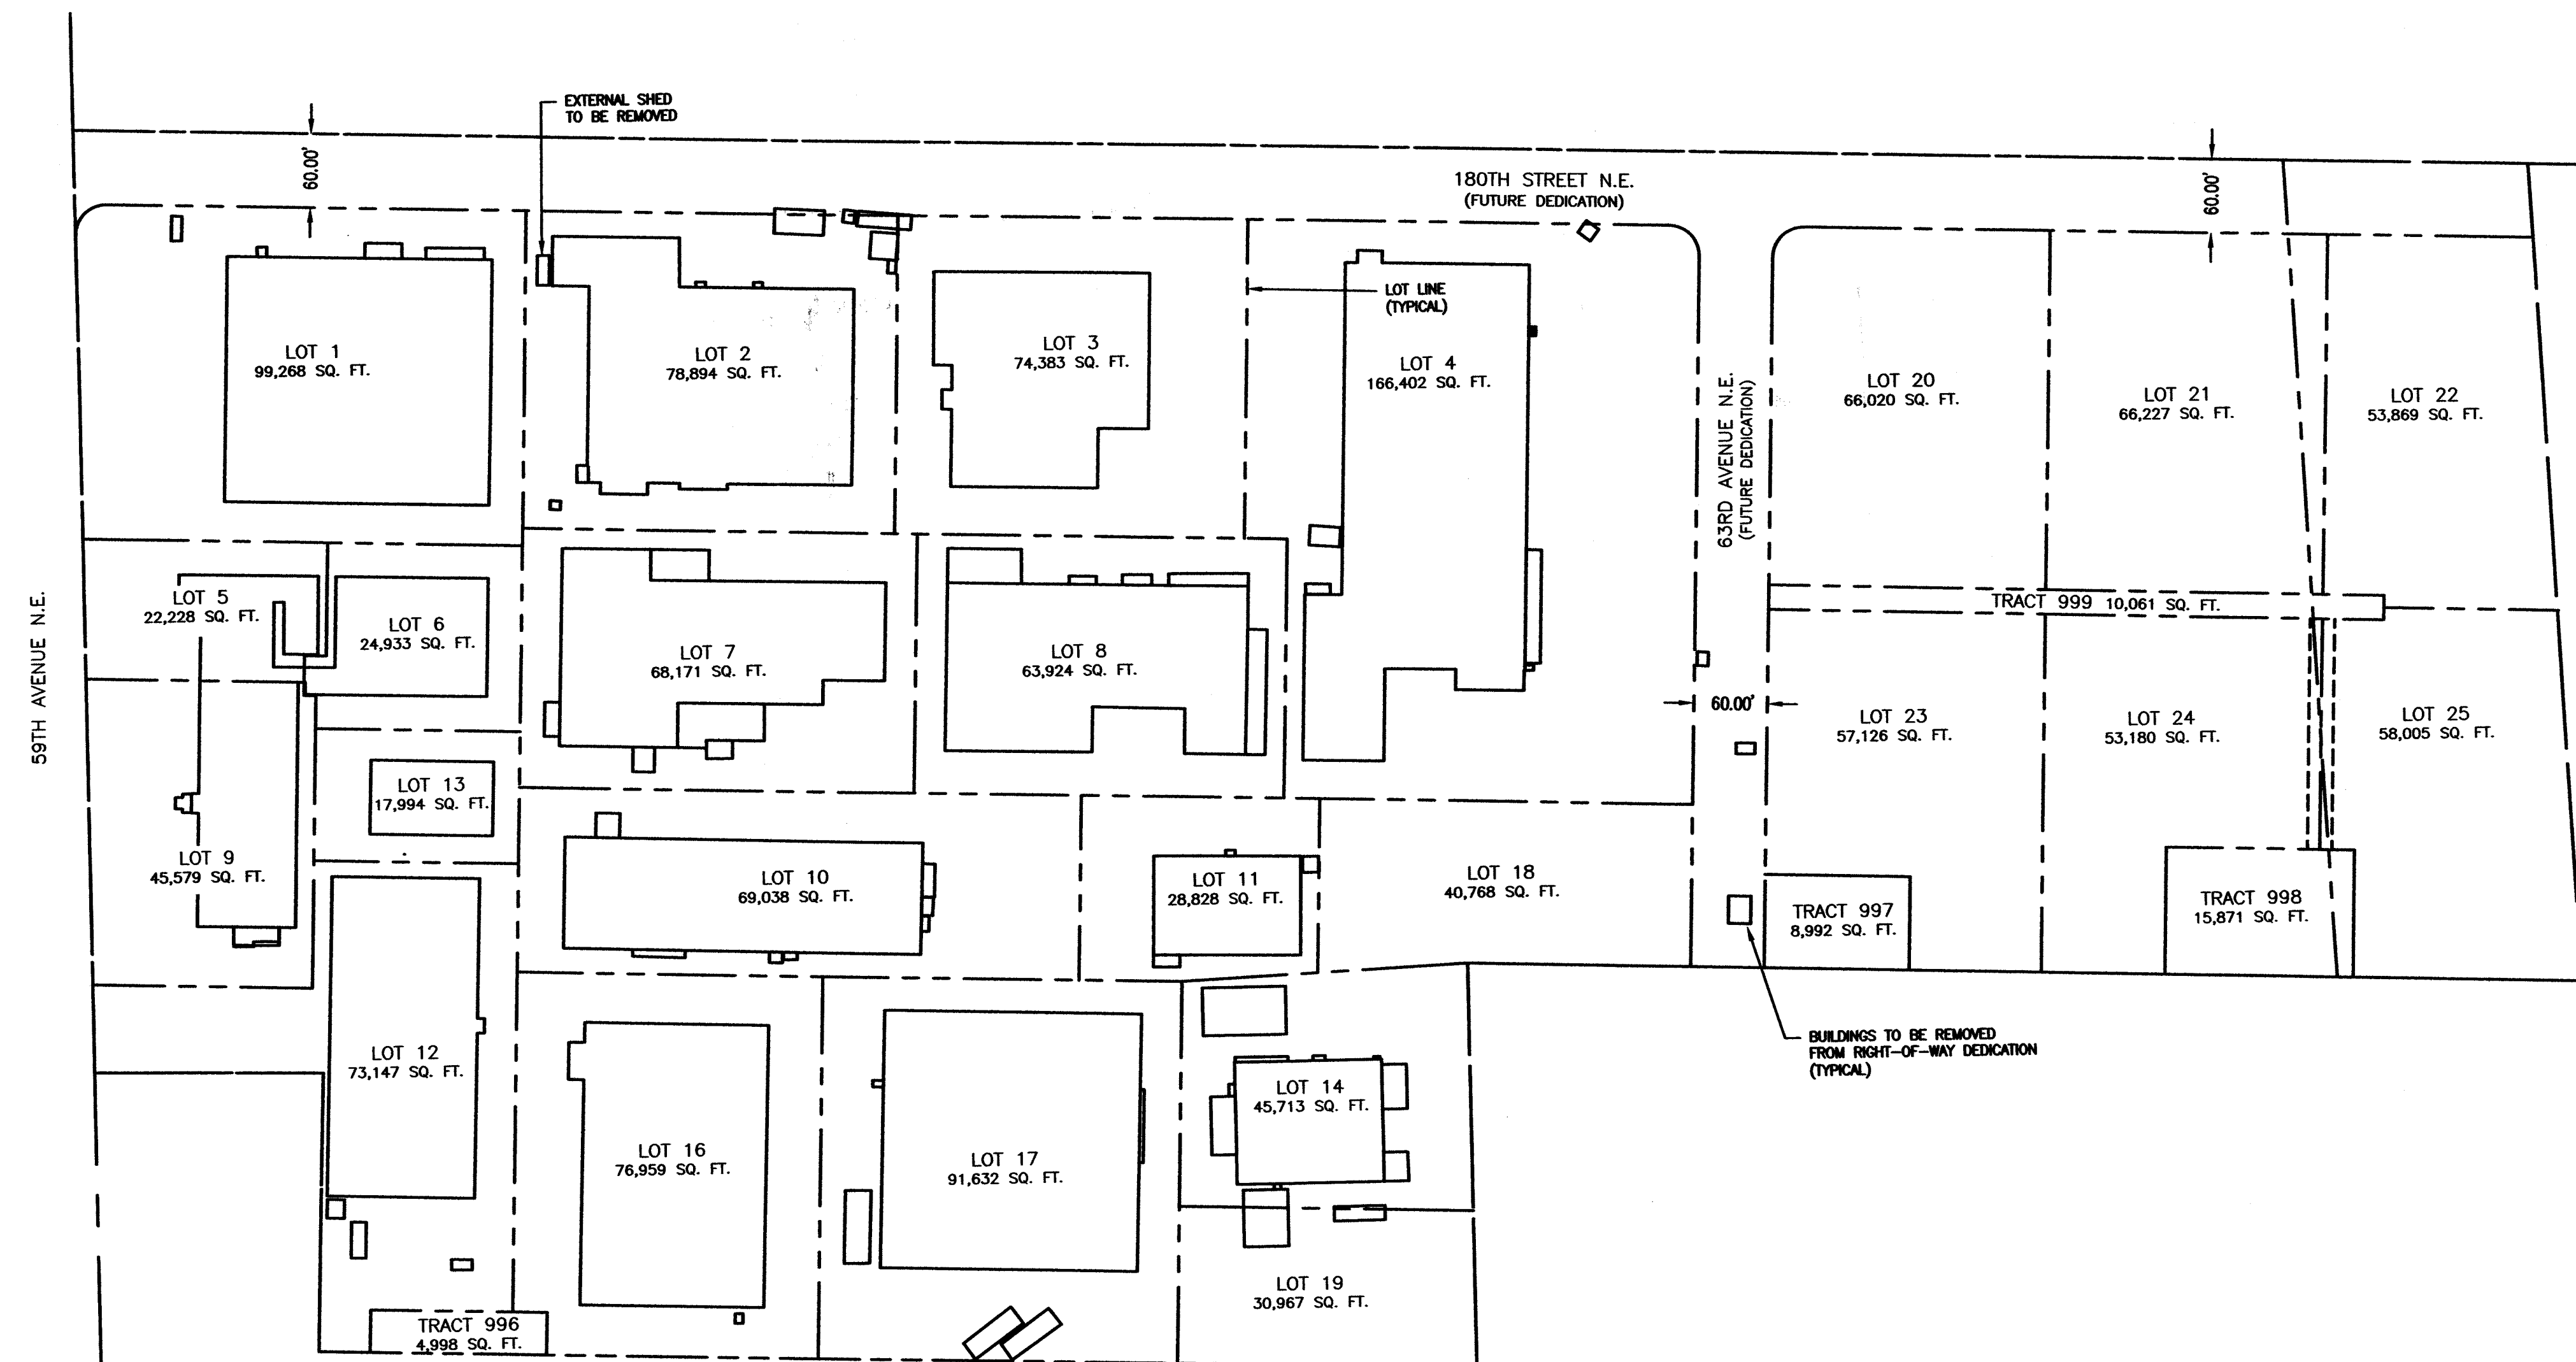 EXTERNAL SHED
TO BE REMOVED
60.00'
180TH STREET N.E.
(FUTURE DEDICATION)
60.00'
LOT LINE
(TYPICAL)
LOT 1
99,268 SQ. FT.
LOT 2
78,894 SQ. FT.
LOT 3
74,383 SQ. FT.
LOT 4
166,402 SQ. FT.
63RD AVENUE N.E.
(FUTURE DEDICATION)
LOT 20
66,020 SQ. FT.
LOT 21
66,227 SQ. FT.
LOT 22
53,869 SQ. FT.
59TH AVENUE N.E.
LOT 5
22,228 SQ. FT.
LOT 6
24,933 SQ. FT.
LOT 7
68,171 SQ. FT.
LOT 8
63,924 SQ. FT.
TRACT 999 10,061 SQ. FT.
60.00'
LOT 23
57,126 SQ. FT.
LOT 24
53,180 SQ. FT.
LOT 25
58,005 SQ. FT.
LOT 13
17,994 SQ. FT.
LOT 9
45,579 SQ. FT.
LOT 10
69,038 SQ. FT.
LOT 11
28,828 SQ. FT.
LOT 18
40,768 SQ. FT.
TRACT 997
8,992 SQ. FT.
TRACT 998
15,871 SQ. FT.
BUILDINGS TO BE REMOVED
FROM RIGHT-OF-WAY DEDICATION
(TYPICAL)
LOT 12
73,147 SQ. FT.
LOT 16
76,959 SQ. FT.
LOT 17
91,632 SQ. FT.
LOT 14
45,713 SQ. FT.
LOT 19
30,967 SQ. FT.
TRACT 996
4,998 SQ. FT.